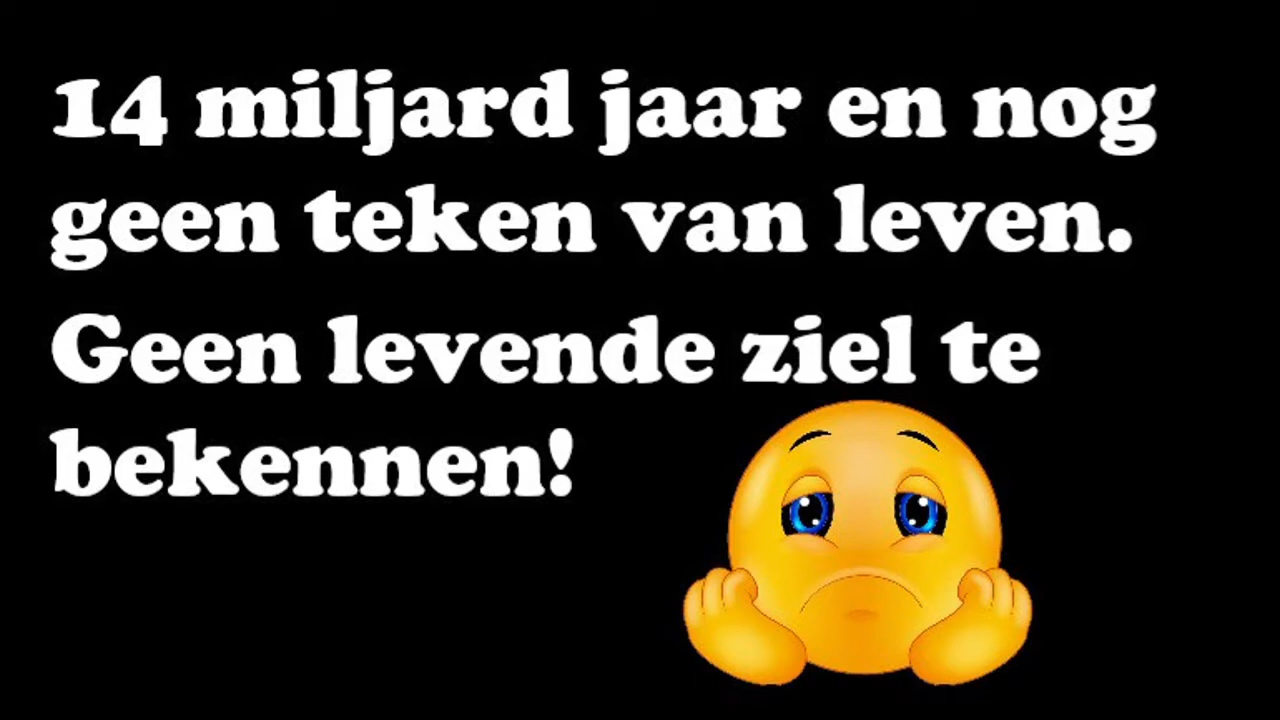 14 miljard jaar en nog
geen teken van leven.
Geen levende ziel te
bekennen!